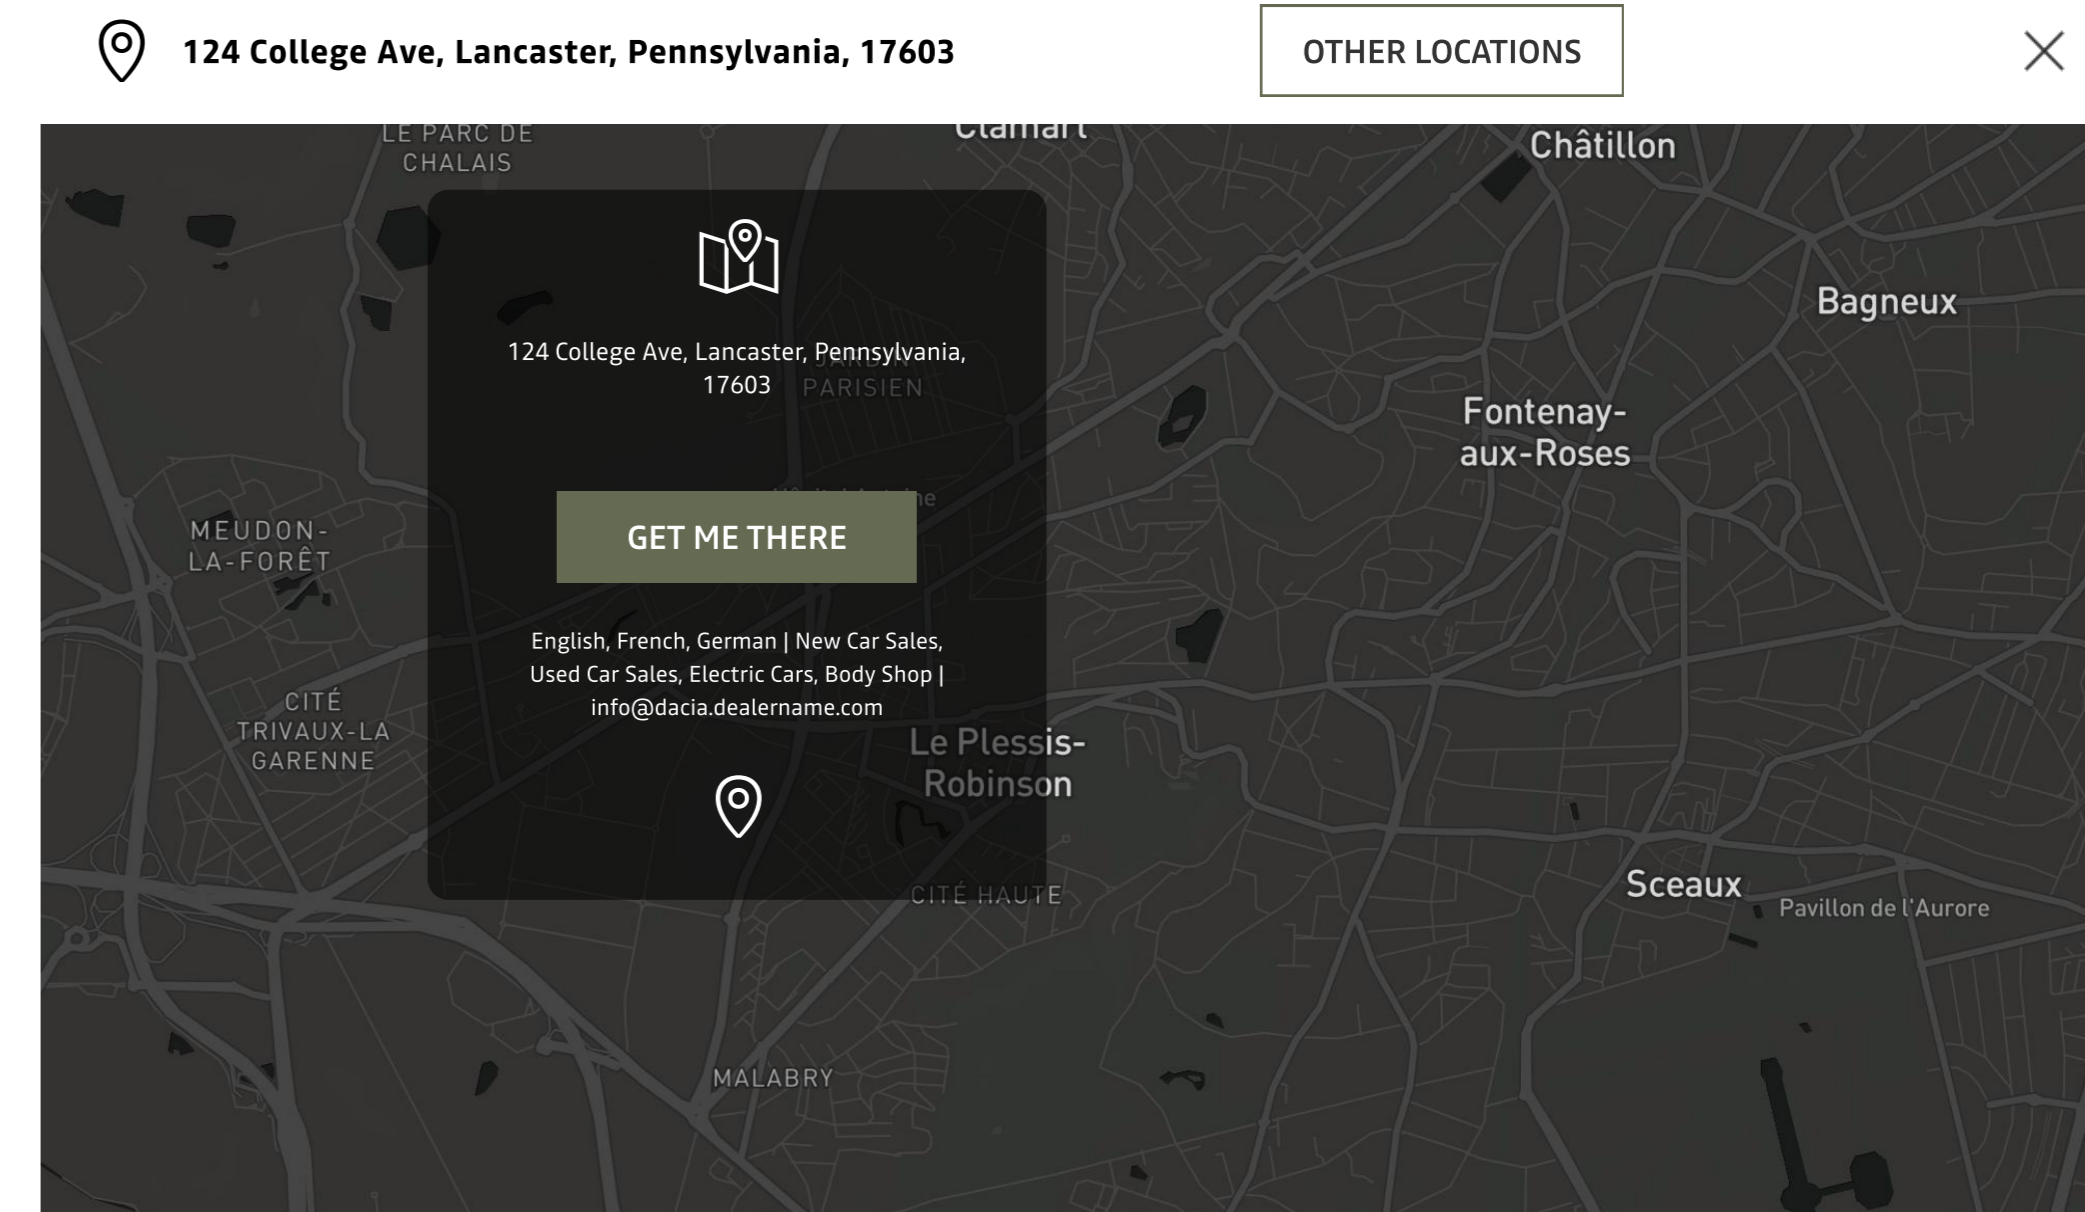 124 College Ave, Lancaster, Pennsylvania, 17603
OTHER LOCATIONS
LE PARC DE
CHALAIS
Clamart
Châtillon
Bagneux
124 College Ave, Lancaster, Pennsylvania,
17603
JARDIN
PARISIEN
Fontenay-
aux-Roses
MEUDON-
LA-FORÊT
GET ME THERE
English, French, German | New Car Sales,
Used Car Sales, Electric Cars, Body Shop |
info@dacia.dealername.com
CITÉ
TRIVAUX-LA
GARENNE
Le Plessis-
Robinson
CITÉ HAUTE
Sceaux
Pavillon de l'Aurore
MALABRY